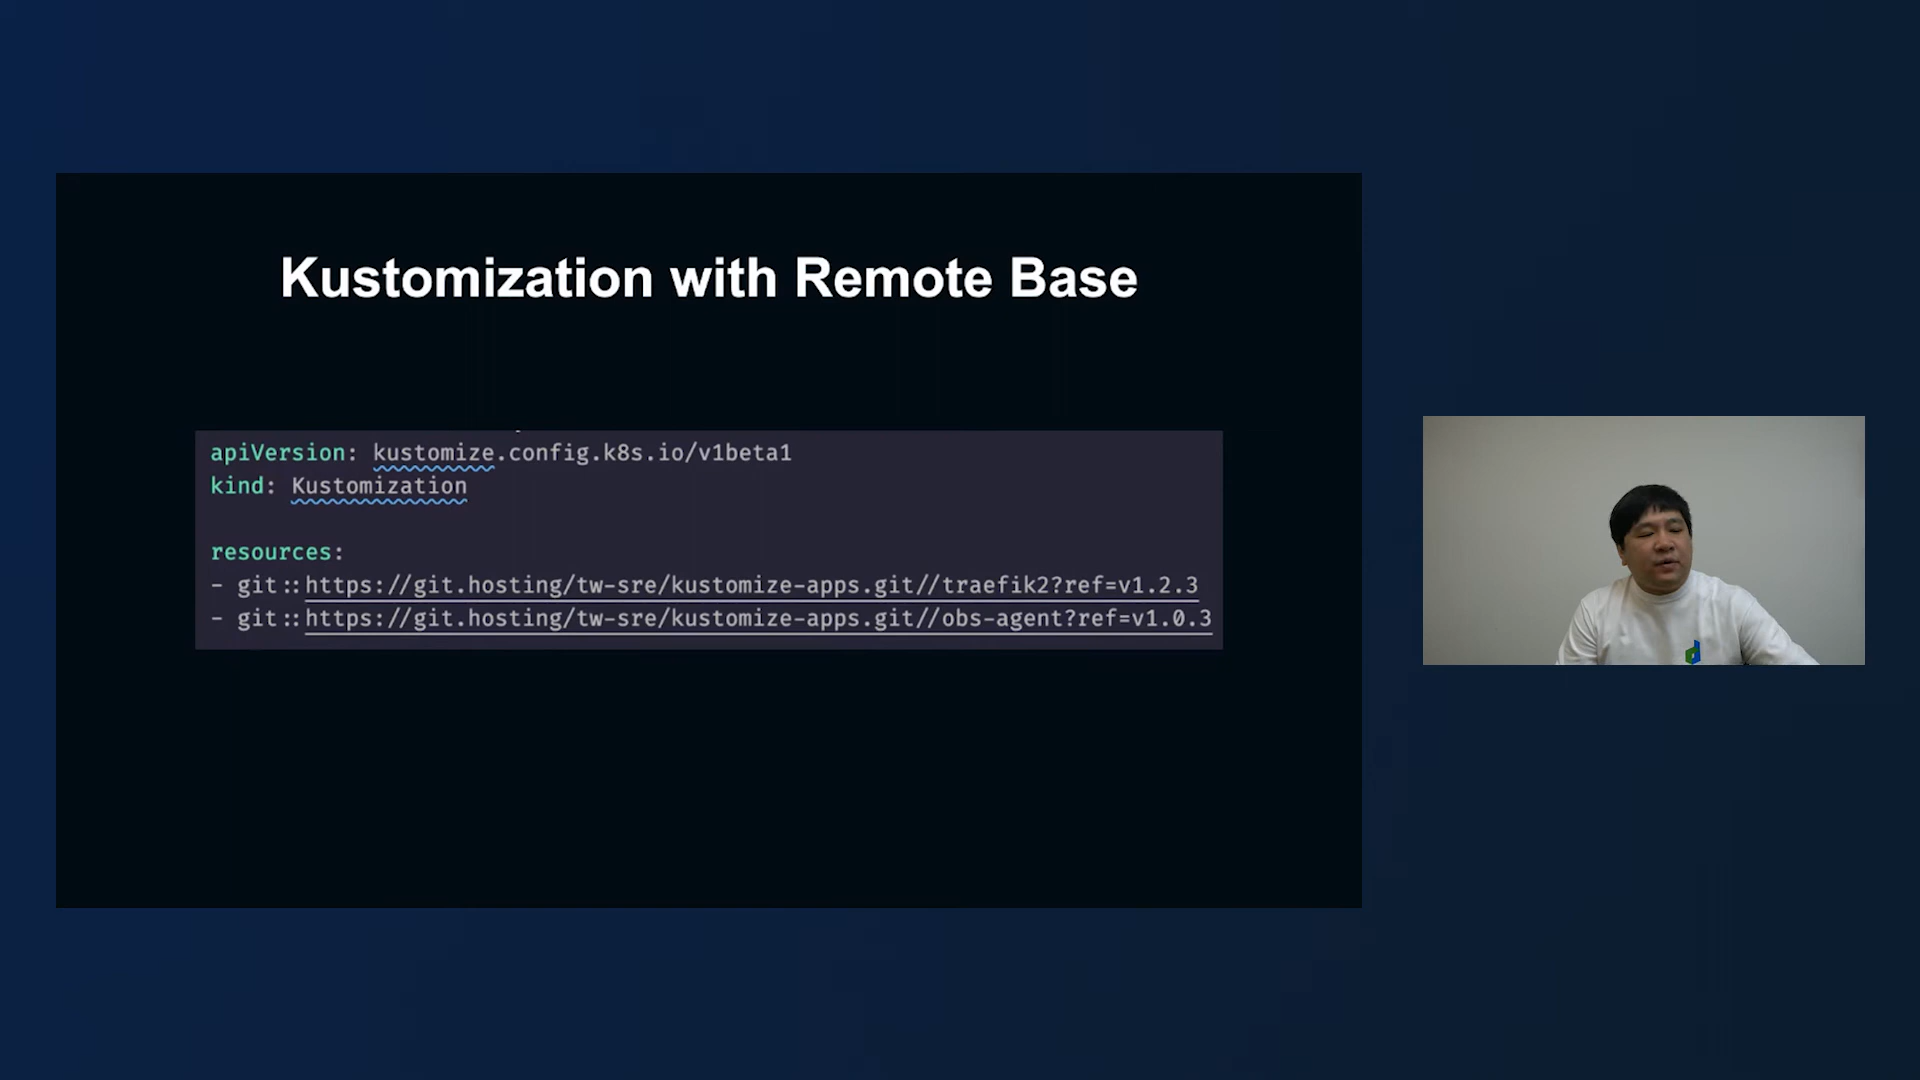 Kustomization with Remote Base
apiVersion: kustomize.config.k8s.io/v1beta1
kind: Kustomization
resources:
- git::https://git.hosting/tw-sre/kustomize-apps.git//traefik2?ref=v1.2.3
- git::https://git.hosting/tw-sre/kustomize-apps.git//obs-agent?ref=v1.0.3